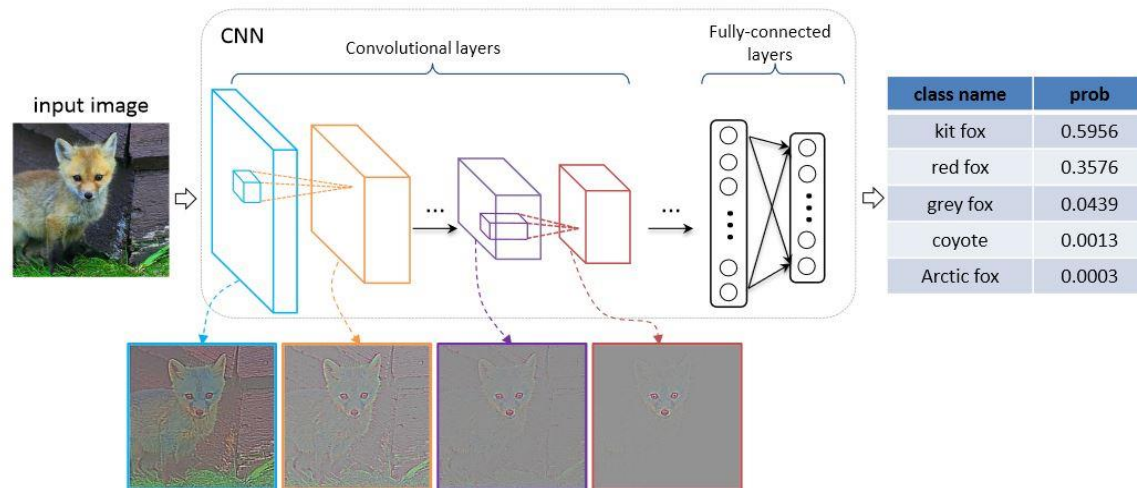 CNN
Convolutional layers
Fully-connected
layers
input image
...
...
class name prob
kit fox 0.5956
red fox 0.3576
grey fox 0.0439
coyote 0.0013
Arctic fox 0.0003